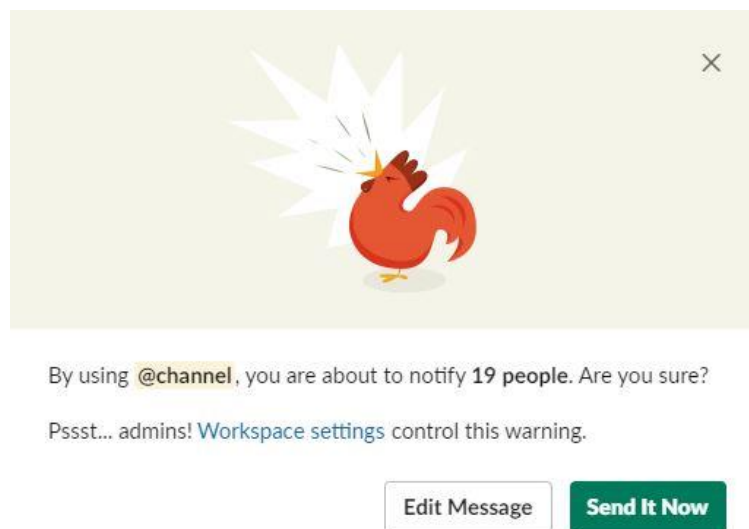 By using @channel, you are about to notify 19 people. Are you sure?
Pssst... admins! Workspace settings control this warning.
Edit Message
Send It Now